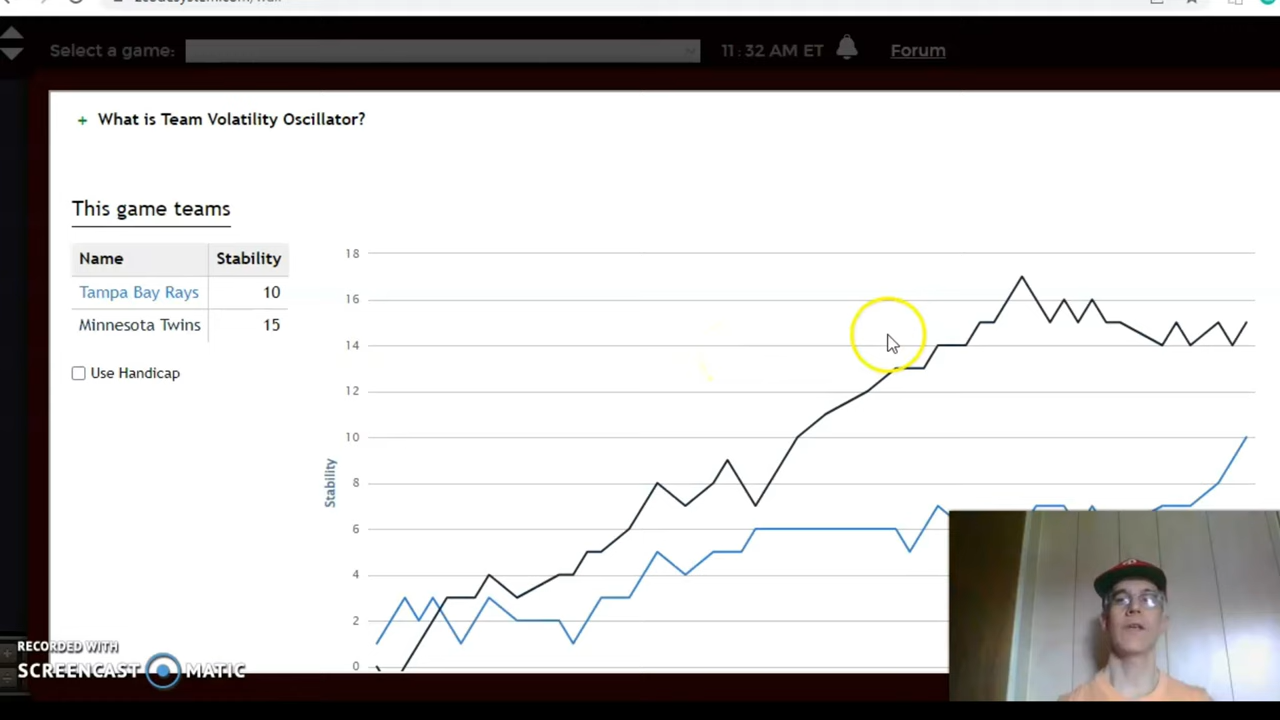 Select a game:
11:32 AM ET
Forum
+ What is Team Volatility Oscillator?
This game teams
Name Stability
Tampa Bay Rays 10
Minnesota Twins 15
Use Handicap
18
16
14
12
10
8
6
4
2
0
Stability
RECORDED WITH
SCREENCAST MATIC